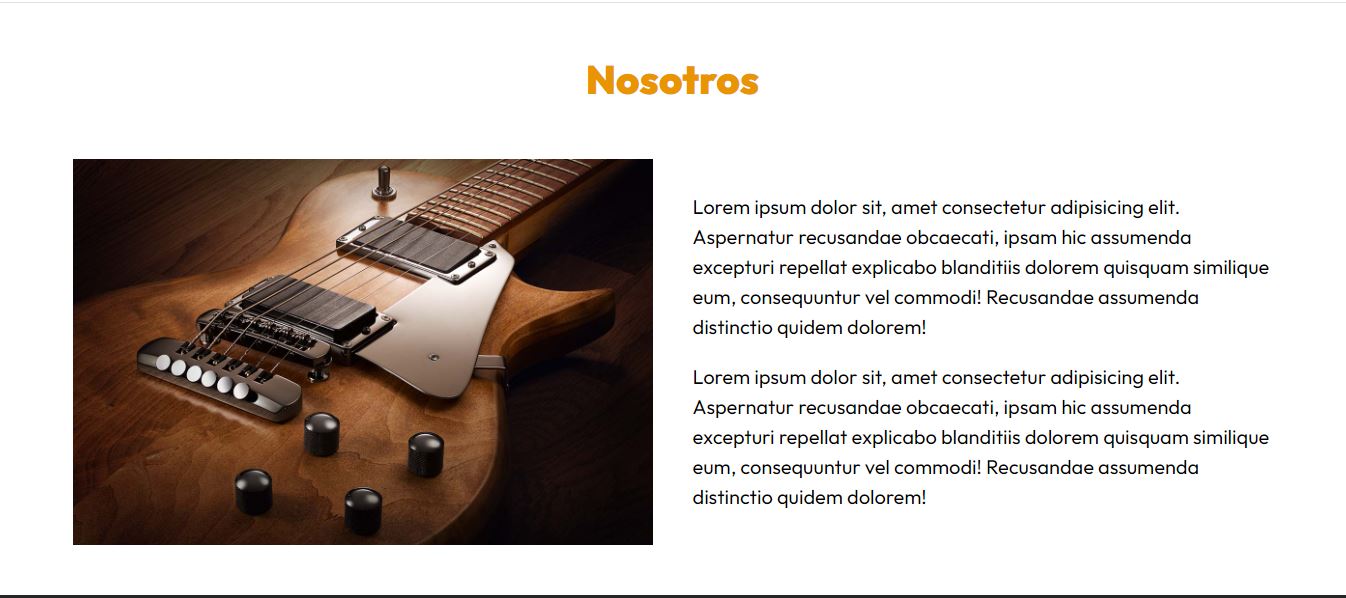 Nosotros
Lorem ipsum dolor sit, amet consectetur adipisicing elit.
Aspernatur recusandae obcaecati, ipsam hic assumenda
excepturi repellat explicabo blanditiis dolorem quisquam similique
eum, consequuntur vel commodi! Recusandae assumenda
distinctio quidem dolorem!
Lorem ipsum dolor sit, amet consectetur adipisicing elit.
Aspernatur recusandae obcaecati, ipsam hic assumenda
excepturi repellat explicabo blanditiis dolorem quisquam similique
eum, consequuntur vel commodi! Recusandae assumenda
distinctio quidem dolorem!